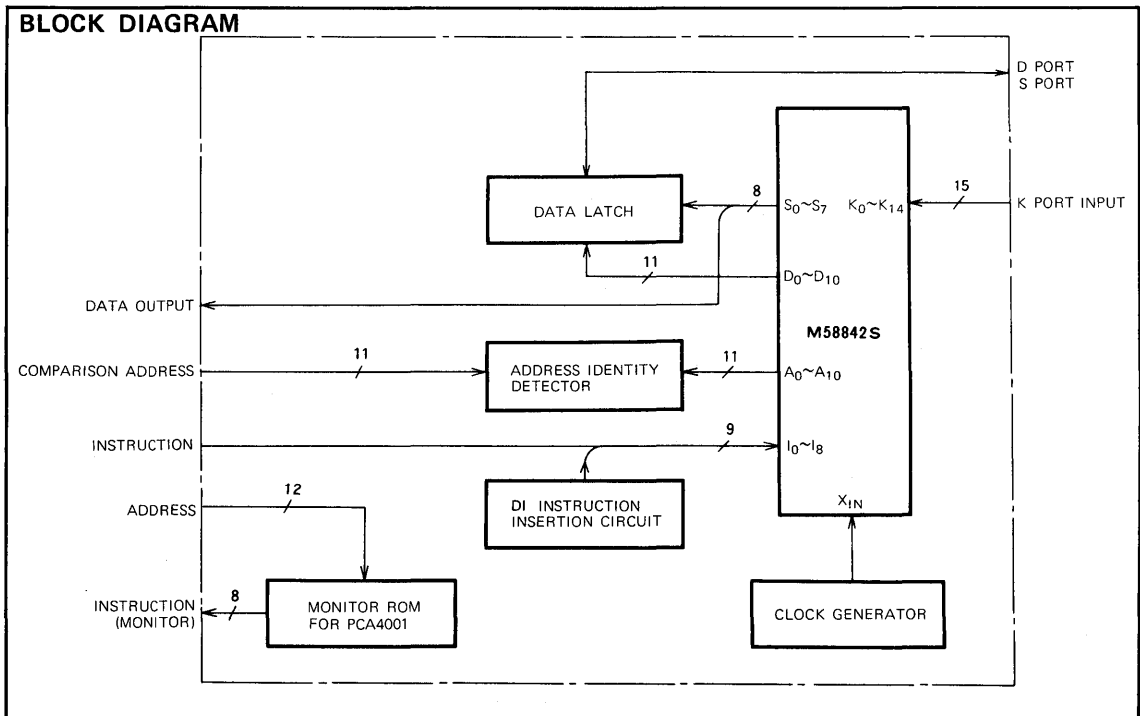 BLOCK DIAGRAM
D PORT
S PORT
8
S0~S7
K0~K14
15
K PORT INPUT
DATA LATCH
11
D0~D10
DATA OUTPUT
M58842S
COMPARISON ADDRESS
11
ADDRESS IDENTITY
DETECTOR
11
A0~A10
INSTRUCTION
9
I0~I8
ADDRESS
12
DI INSTRUCTION
INSERTION CIRCUIT
XIN
INSTRUCTION
(MONITOR)
8
MONITOR ROM
FOR PCA4001
CLOCK GENERATOR